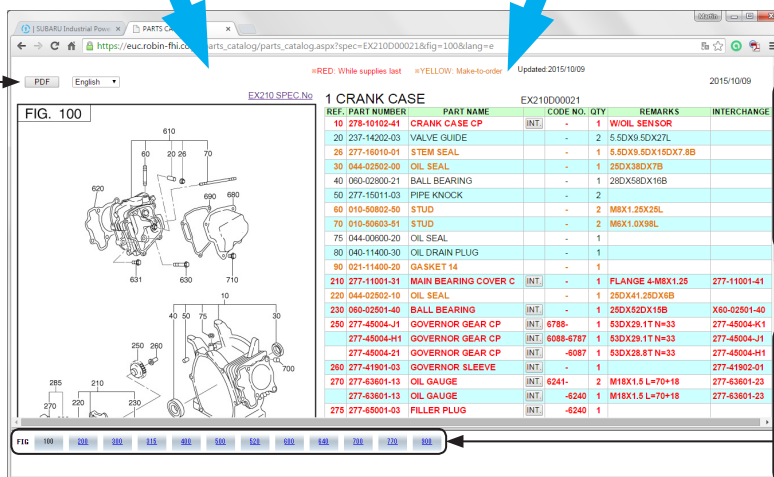 SUBARU Industrial Power
PARTS CA
https://euc.robin-fhi.co arts_catalog/parts_catalog.aspx?spec=EX210D00021&fig=100&lang=e
※RED: While supplies last ※YELLOW: Make-to-order Updated:2015/10/09
PDF English 2015/10/09
EX210 SPEC No
1 CRANK CASE EX210D00021
FIG. 100
REF. PART NUMBER PART NAME CODE NO. QTY REMARKS INTERCHANGE
10 278-10102-41 CRANK CASE CP INT. - 1 W/OIL SENSOR
20 237-14202-03 VALVE GUIDE - 2 5.5DX9.5DX27L
26 277-16010-01 STEM SEAL - 1 5.5DX9.5DX15DX7.8B
30 044-02502-00 OIL SEAL - 1 25DX38DX7B
40 060-02800-21 BALL BEARING - 1 28DX58DX16B
50 277-15011-03 PIPE KNOCK - 2
60 010-50802-50 STUD - 2 M8X1.25X25L
70 010-50603-51 STUD - 2 M6X1.0X98L
75 044-00600-20 OIL SEAL - 1
80 040-11400-30 OIL DRAIN PLUG - 1
90 021-11400-20 GASKET 14 - 1
210 277-11001-31 MAIN BEARING COVER C INT. - 1 FLANGE 4-M8X1.25 277-11001-41
220 044-02502-10 OIL SEAL - 1 25DX41.25DX6B
230 060-02501-40 BALL BEARING INT. - 1 25DX52DX15B X60-02501-40
250 277-45004-J1 GOVERNOR GEAR CP INT. 6788- 1 53DX29.1T N=33 277-45004-K1
277-45004-H1 GOVERNOR GEAR CP INT. 6088-6787 1 53DX29.1T N=33 277-45004-J1
277-45004-21 GOVERNOR GEAR CP INT. -6087 1 53DX28.8T N=33 277-45004-H1
260 277-41901-03 GOVERNOR SLEEVE INT. - 1 277-41902-01
270 277-63601-13 OIL GAUGE INT. 6241- 2 M18X1.5 L=70+18 277-63601-23
277-63601-13 OIL GAUGE INT. -6240 1 M18X1.5 L=70+18 277-63601-23
275 277-65001-03 FILLER PLUG INT. -6240 1
610
60 20 26 70
620 690 680
631 630 710
10
40 50 75 30
250 260
700
285 210
270 220 230
FIG 100 200 300 315 400 500 520 600 640 700 770 800